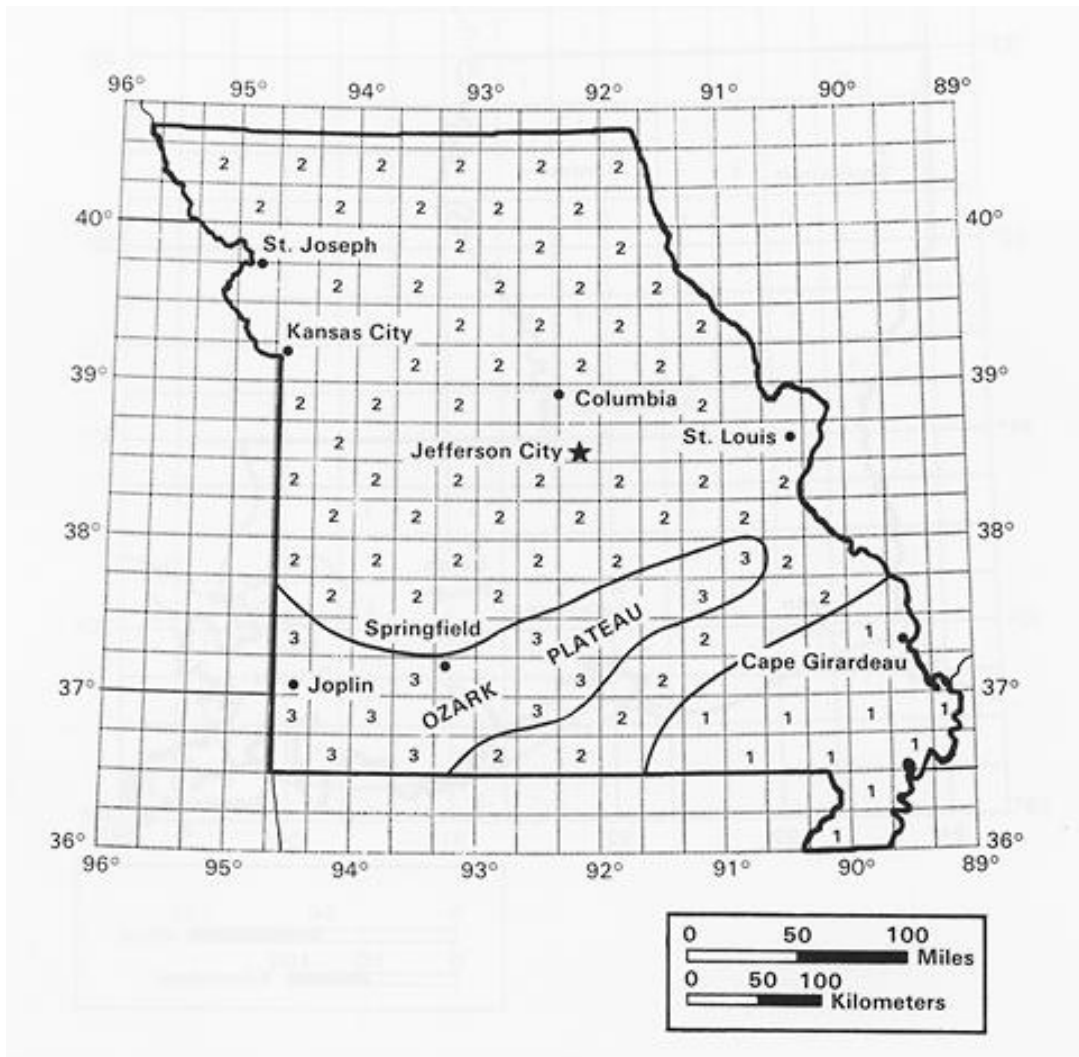 96° 95° 94° 93° 92° 91° 90° 89°
2 2 2 2 2 2
40° 2 2 2 2 2 40°
St. Joseph 2 2 2
2 2 2 2 2
Kansas City 2 2 2 2
39° 2 2 2 2 39°
2 2 2 Columbia 2
2 Jefferson City St. Louis
2 2 2 2 2 2 2
38° 2 2 2 2 2 2 38°
2 2 2 2 2 3 2
2 2 2 3 2
Springfield
3 3 PLATEAU 2 1
Cape Girardeau
37° Joplin 3 OZARK 3 2 37°
3 3 3 2 1 1 1 1
3 3 2 2 1 1 1
1
36° 1 36°
96° 95° 94° 93° 92° 91° 90° 89°
0 50 100
Miles
0 50 100
Kilometers